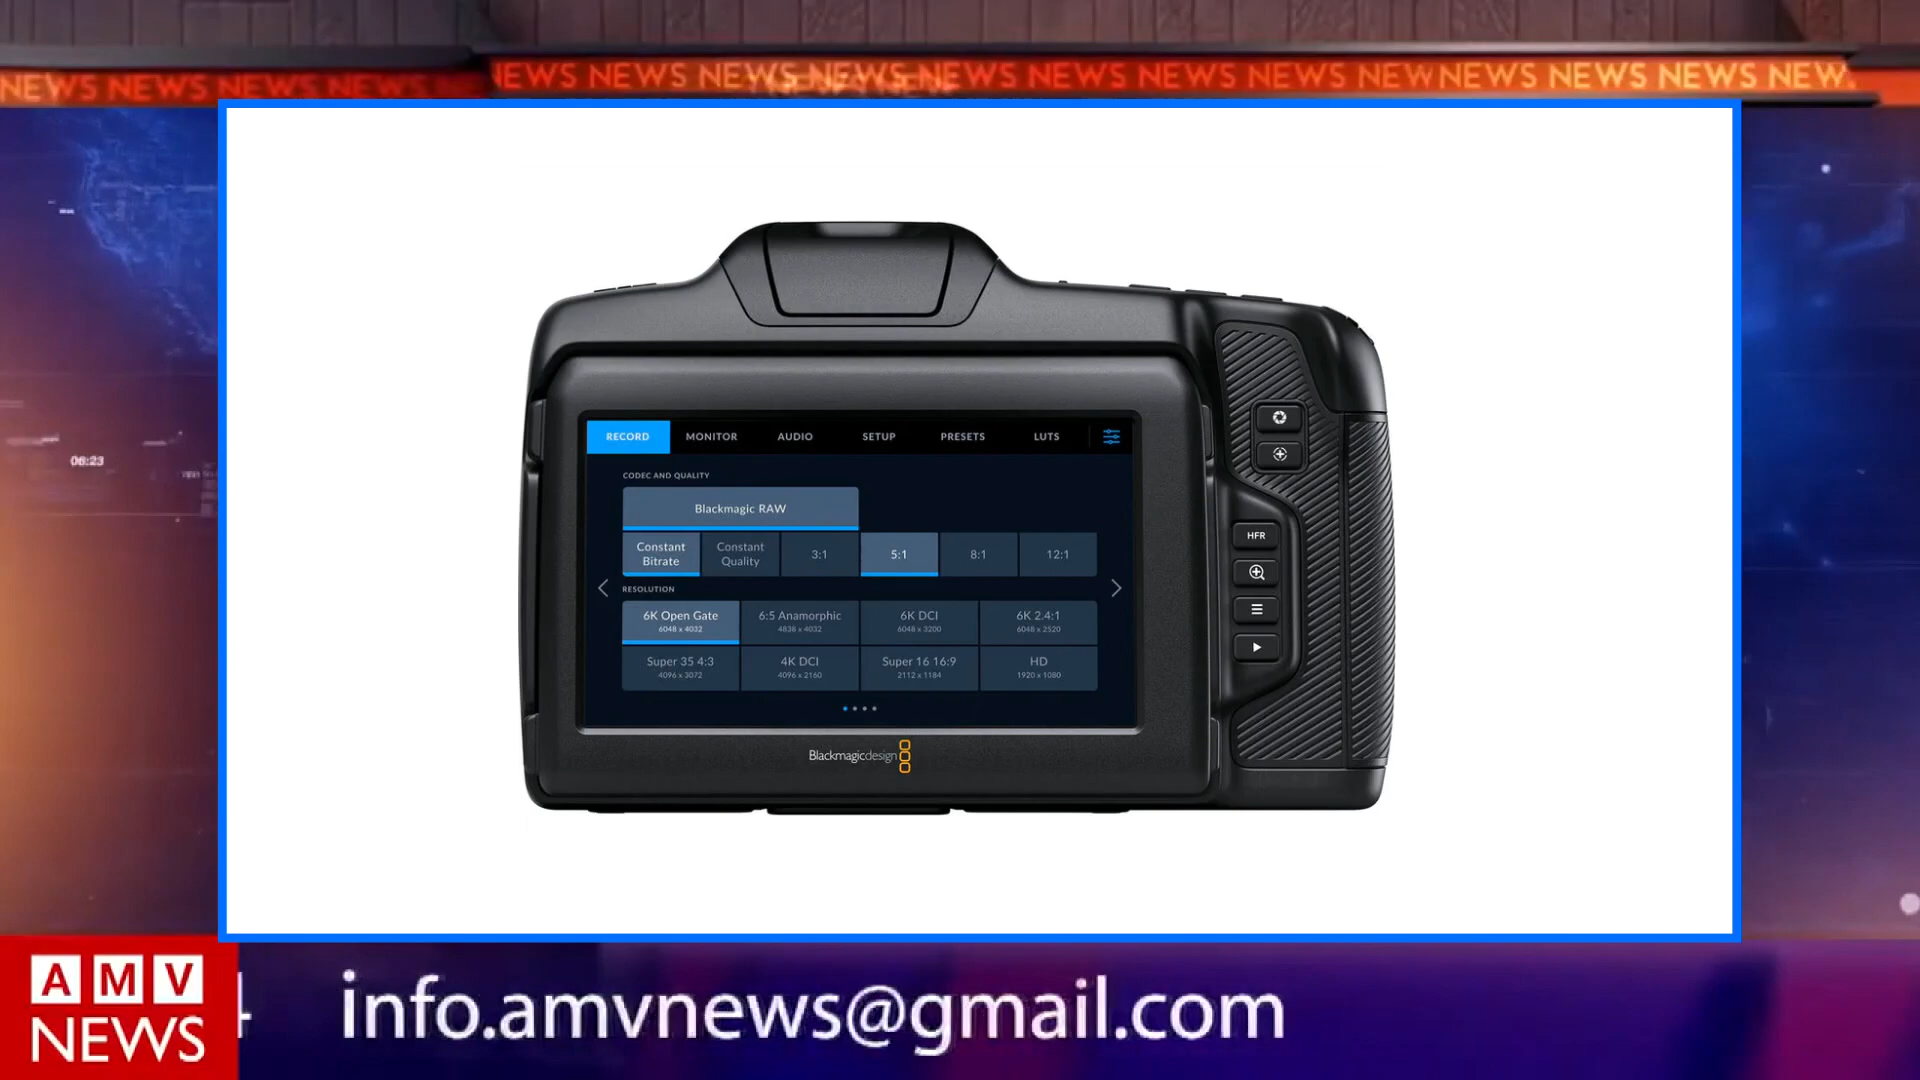 NEWS NEWS NEWS NEWS
NEWS NEWS NEWS NEWS NEWS NEWS NEWS NEWS NEW NEWS NEWS NEWS NEW
06:23
RECORD MONITOR AUDIO SETUP PRESETS LUTS
CODEC AND QUALITY
Blackmagic RAW
Constant Bitrate Constant Quality 3:1 5:1 8:1 12:1
RESOLUTION
6K Open Gate 6:5 Anamorphic 6K DCI 6K 2.4:1
6048 x 4032 4838 x 4032 6048 x 3200 6048 x 2520
Super 35 4:3 4K DCI Super 16 16:9 HD
4096 x 3072 4096 x 2160 2112 x 1184 1920 x 1080
Blackmagicdesign
HFR
AMV
NEWS
info.amvnews@gmail.com